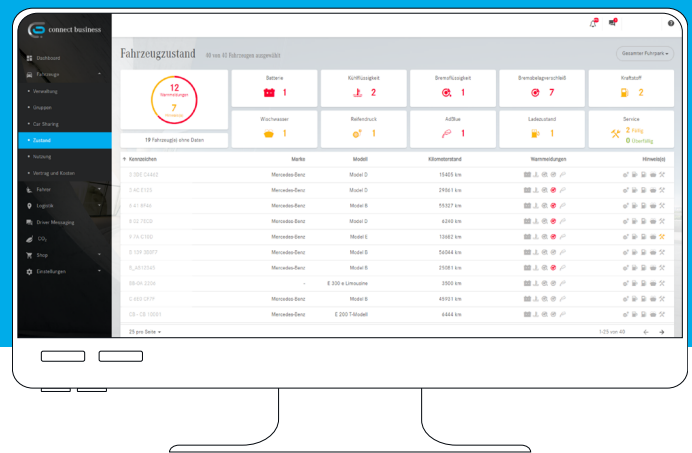 connect business
Dashboard
Fahrzeuge
Verwaltung
Gruppen
Car Sharing
Zustand
Nutzung
Vertrag und Kosten
Fahrer
Logistik
Driver Messaging
CO₂
Shop
Einstellungen
Fahrzeugzustand
Gesamter Fuhrpark
12
Warnmeldungen
7
19 Fahrzeug(e) ohne Daten
Batterie
1
Kühlflüssigkeit
2
Bremsflüssigkeit
1
Bremsbelagverschleiß
7
Kraftstoff
2
Wischwasser
1
Reifendruck
1
AdBlue
1
Ladezustand
1
Service
2 Fällig
0 Überfällig
Kennzeichen Marke Modell Kilometerstand Warnmeldungen Hinweis(e)
Mercedes-Benz Model D 15405 km
Mercedes-Benz Model D 29061 km
Mercedes-Benz Model B 55027 km
Mercedes-Benz Model D 6240 km
Mercedes-Benz Model E 13662 km
Mercedes-Benz Model S 56044 km
Mercedes-Benz Model B 25081 km
- E 300 e Limousine 3900 km
Mercedes-Benz Model B 46921 km
Mercedes-Benz E 200 T-Modell 4444 km
25 pro Seite
1-25 von 40